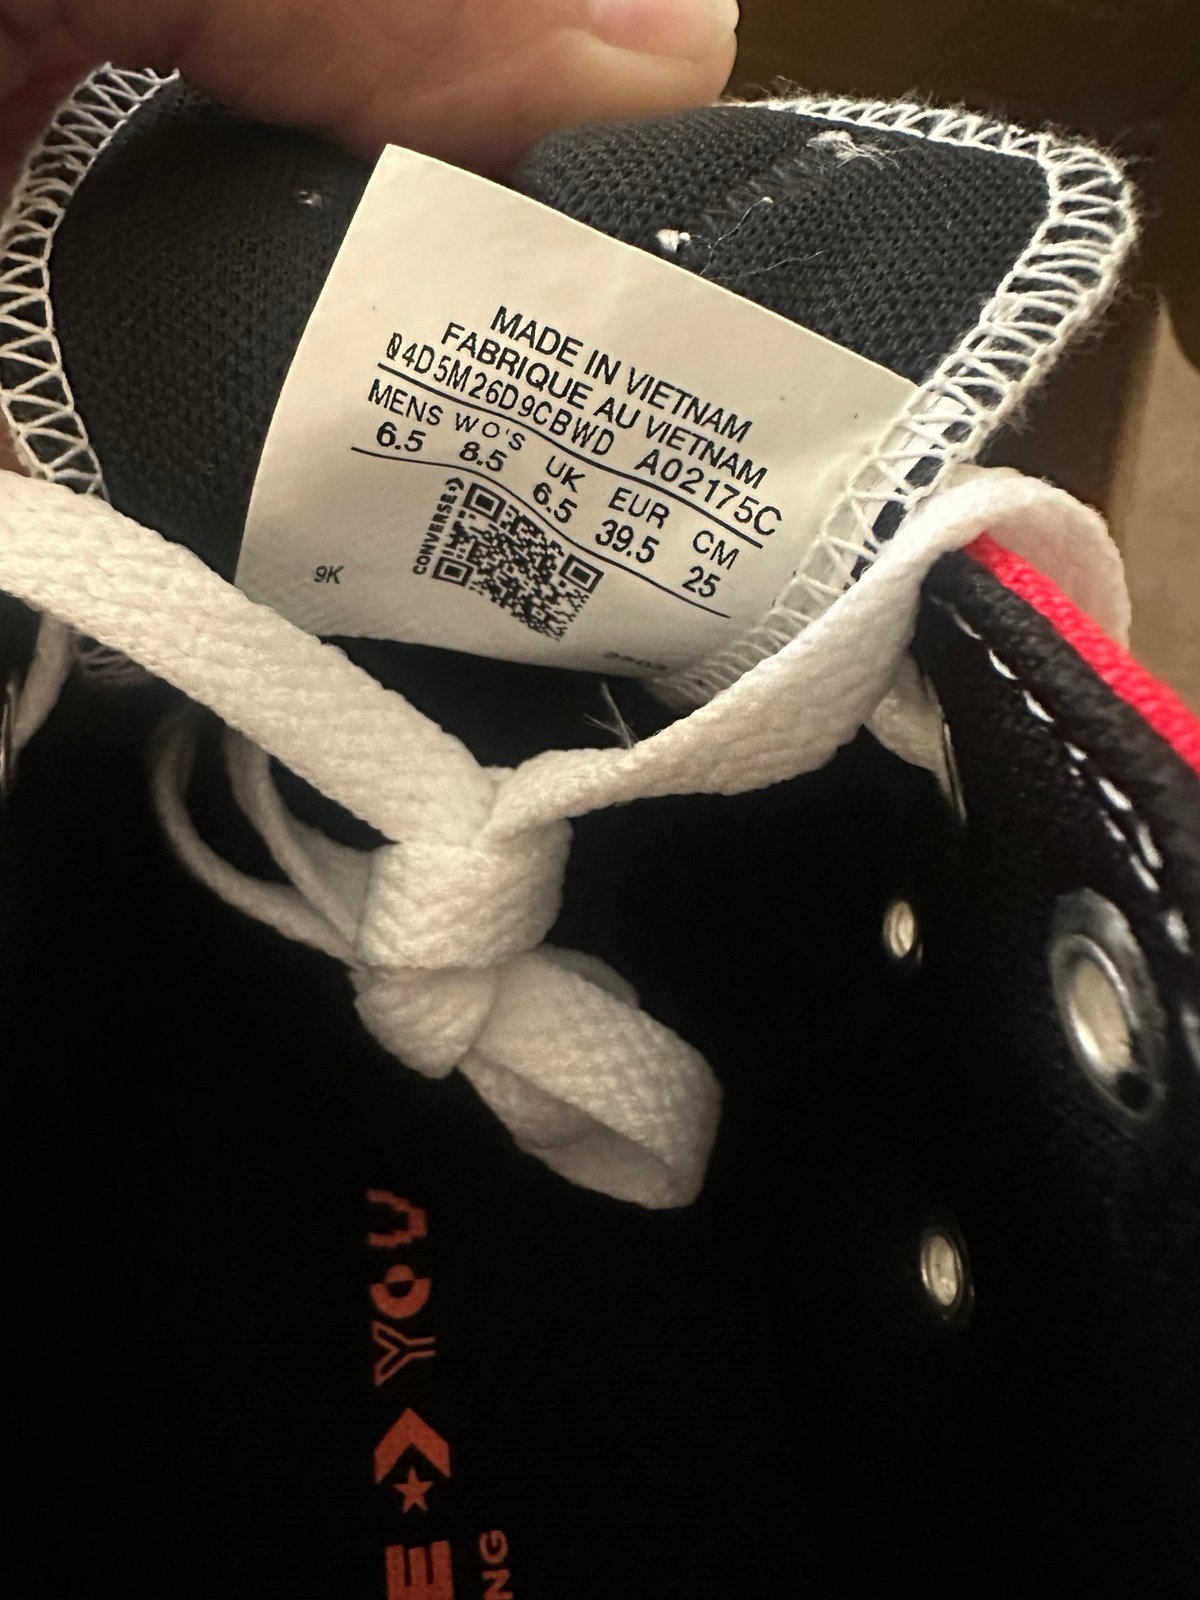 MADE IN VIETNAM
FABRIQUE AU VIETNAM
04D5M26D9CBWD A02175C
MENS WO'S UK EUR CM
6.5 8.5 6.5 39.5 25
CONVERSE
9K
YOU
E
NG